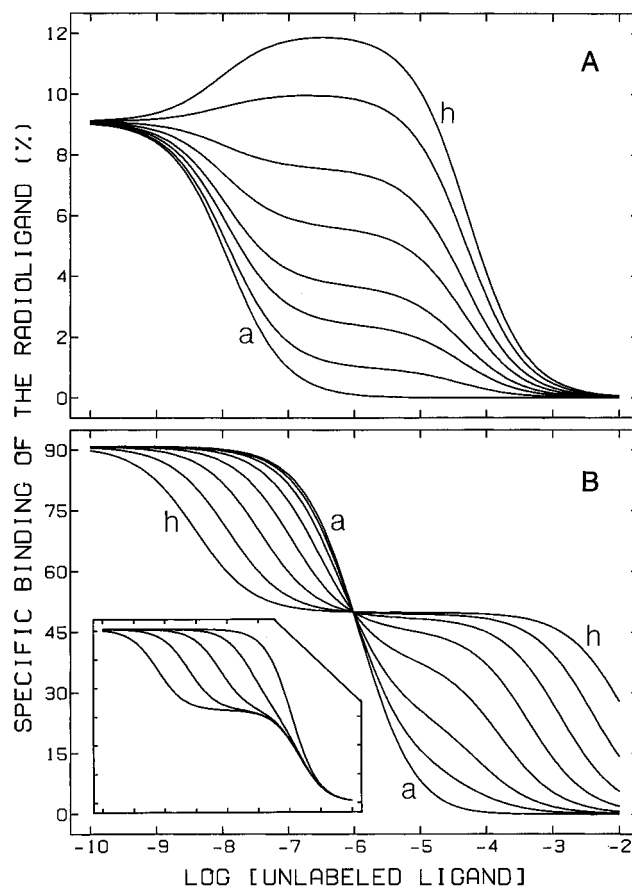 SPECIFIC BINDING OF THE RADIOLIGAND (%)
12
10
8
6
4
2
0
A
h
a
90
75
60
45
30
15
0
B
h
a
h
a
-10
-9
-8
-7
-6
-5
-4
-3
-2
LOG [UNLABELED LIGAND]